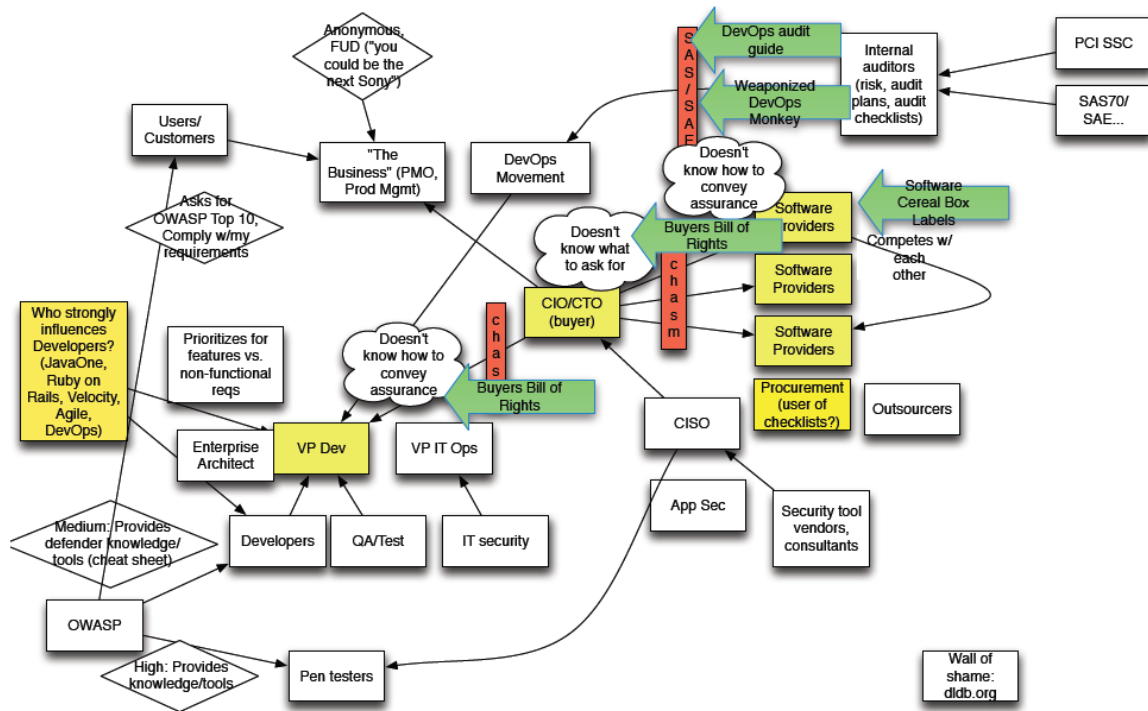 Anonymous,
FUD ("you
could be the
next Sony")
DevOps audit
guide
Weaponized
DevOps
Monkey
SAS/SAE
Internal
auditors
(risk, audit
plans, audit
checklists)
PCI SSC
SAS70/
SAE...
Users/
Customers
"The
Business" (PMO,
Prod Mgmt)
DevOps
Movement
Doesn't
know how to
convey
assurance
Software
Cereal Box
Labels
Asks for
OWASP Top 10,
Comply w/my
requirements
Doesn't
know what
to ask for
Buyers Bill of
Rights
Software
Providers
Competes w/
each
other
chasm
Software
Providers
CIO/CTO
(buyer)
Software
Providers
Who strongly
influences
Developers?
(JavaOne,
Ruby on
Rails, Velocity,
Agile,
DevOps)
Prioritizes for
features vs.
non-functional
reqs
Doesn't
know how to
convey
assurance
chas
Buyers Bill of
Rights
Procurement
(user of
checklists?)
Outsourcers
CISO
Enterprise
Architect
VP Dev
VP IT Ops
App Sec
Security tool
vendors,
consultants
Medium: Provides
defender knowledge/
tools (cheat sheet)
Developers
QA/Test
IT security
OWASP
High: Provides
knowledge/tools
Pen testers
Wall of
shame:
dldb.org